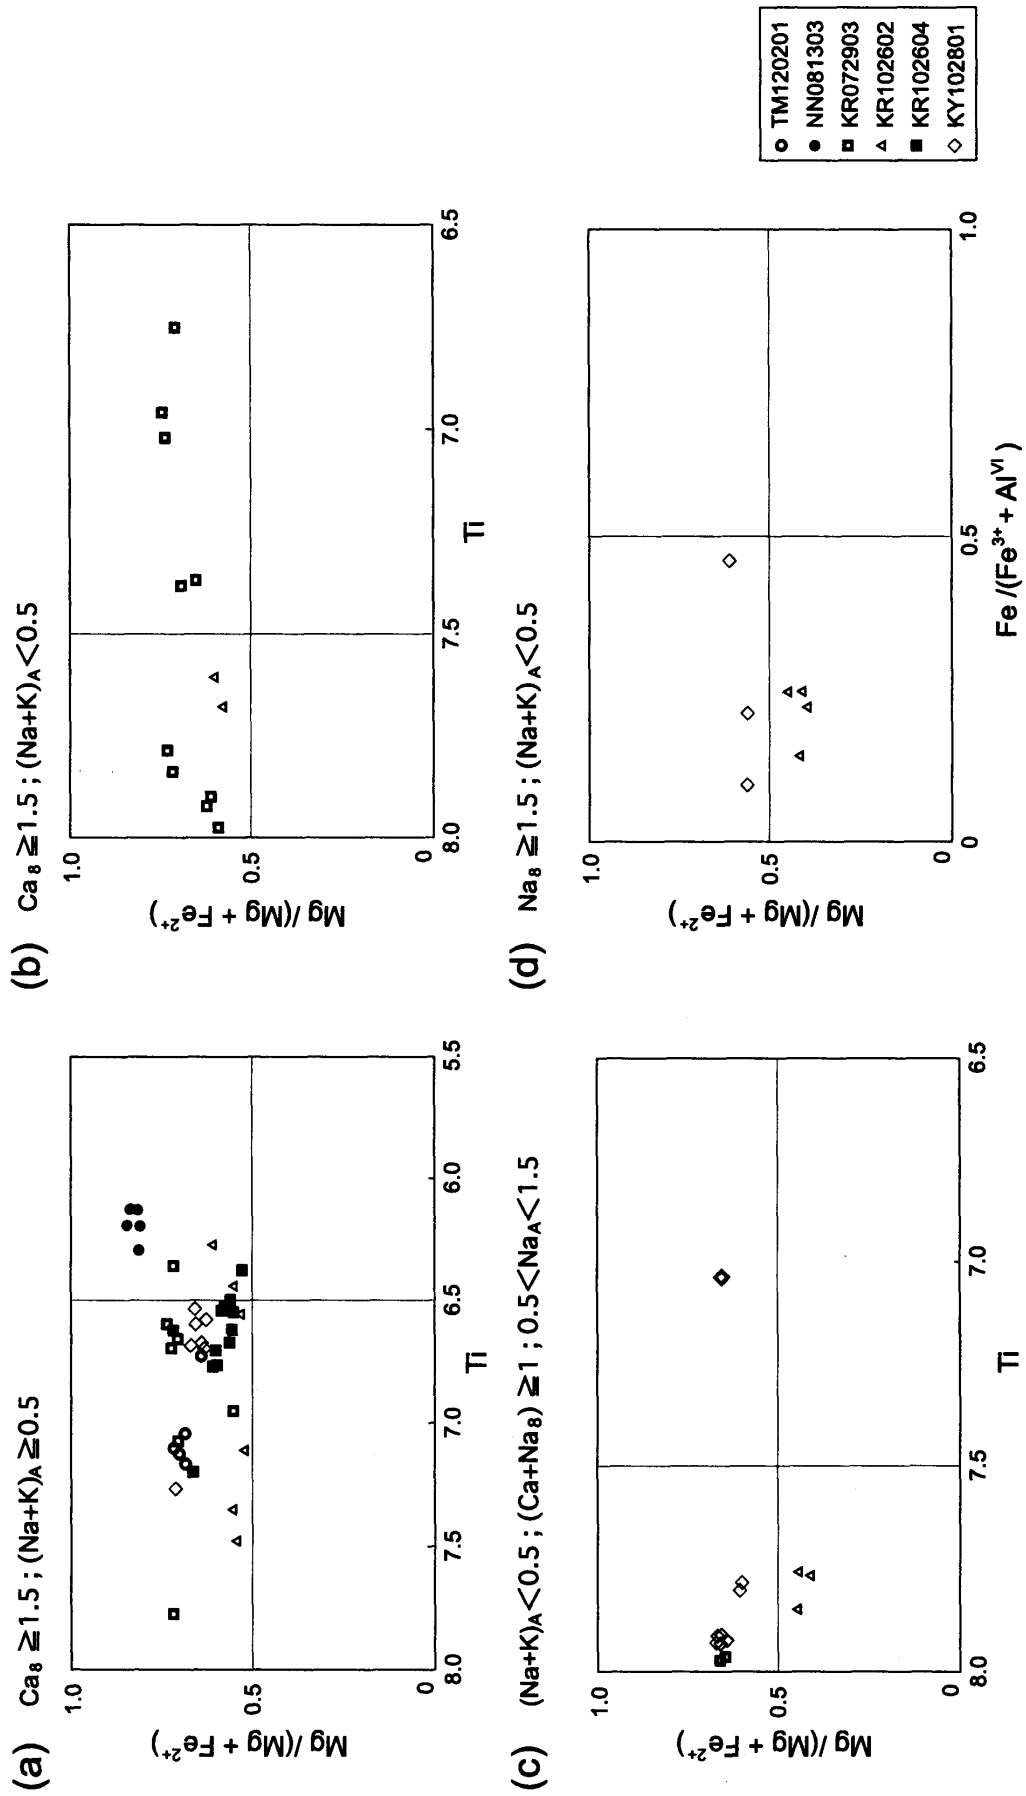 (a) Ca₈ ≧1.5 ; (Na+K)A ≧0.5
Mg / (Mg + Fe²⁺)
1.0
0.5
0
8.0 7.5 7.0 6.5 6.0 5.5
Ti
(b) Ca₈ ≧1.5 ; (Na+K)A<0.5
Mg / (Mg + Fe²⁺)
1.0
0.5
0
8.0 7.5 7.0 6.5
Ti
(c) (Na+K)A<0.5 ; (Ca+Na₈) ≧1 ; 0.5<NaA<1.5
Mg / (Mg + Fe²⁺)
1.0
0.5
0
8.0 7.5 7.0 6.5
Ti
(d) Na₈ ≧1.5 ; (Na+K)A<0.5
Mg / (Mg + Fe²⁺)
1.0
0.5
0
0 0.5 1.0
Fe /(Fe³⁺+ Alⱽᴵ)
TM120201
NN081303
KR072903
KR102602
KR102604
KY102801